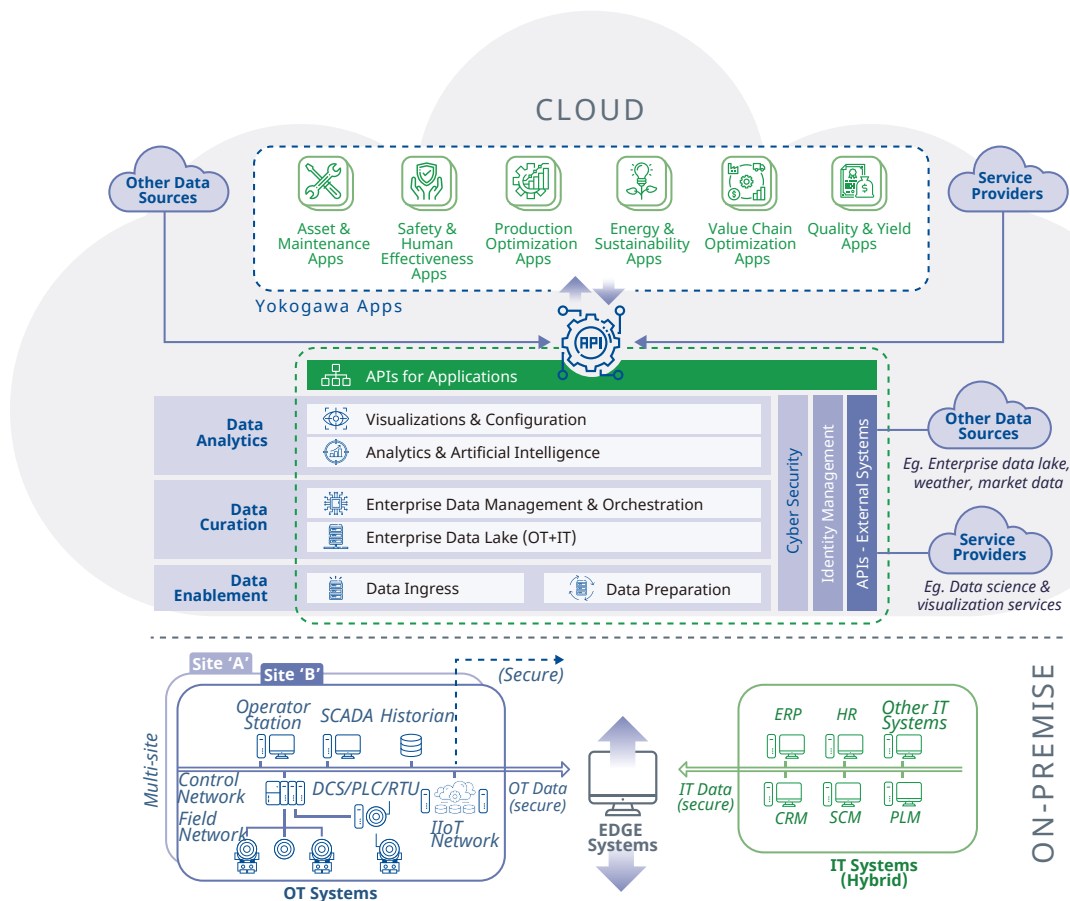 CLOUD
Other Data
Sources
Service
Providers
Asset &
Maintenance
Apps
Safety &
Human
Effectiveness
Apps
Production
Optimization
Apps
Energy &
Sustainability
Apps
Value Chain
Optimization
Apps
Quality & Yield
Apps
Yokogawa Apps
API
APIs for Applications
Data
Analytics
Visualizations & Configuration
Analytics & Artificial Intelligence
Data
Curation
Enterprise Data Management & Orchestration
Enterprise Data Lake (OT+IT)
Data
Enablement
Data Ingress
Data Preparation
Cyber Security
Identity Management
APIs - External Systems
Other Data
Sources
Eg. Enterprise data lake,
weather, market data
Service
Providers
Eg. Data science &
visualization services
ON-PREMISE
Site ‘A’
Site ‘B’
(Secure)
Multi-site
Operator
Station
SCADA
Historian
Control
Network
DCS/PLC/RTU
Field
Network
IIoT
Network
OT Systems
OT Data
(secure)
EDGE
Systems
IT Data
(secure)
ERP
HR
Other IT
Systems
CRM
SCM
PLM
IT Systems
(Hybrid)